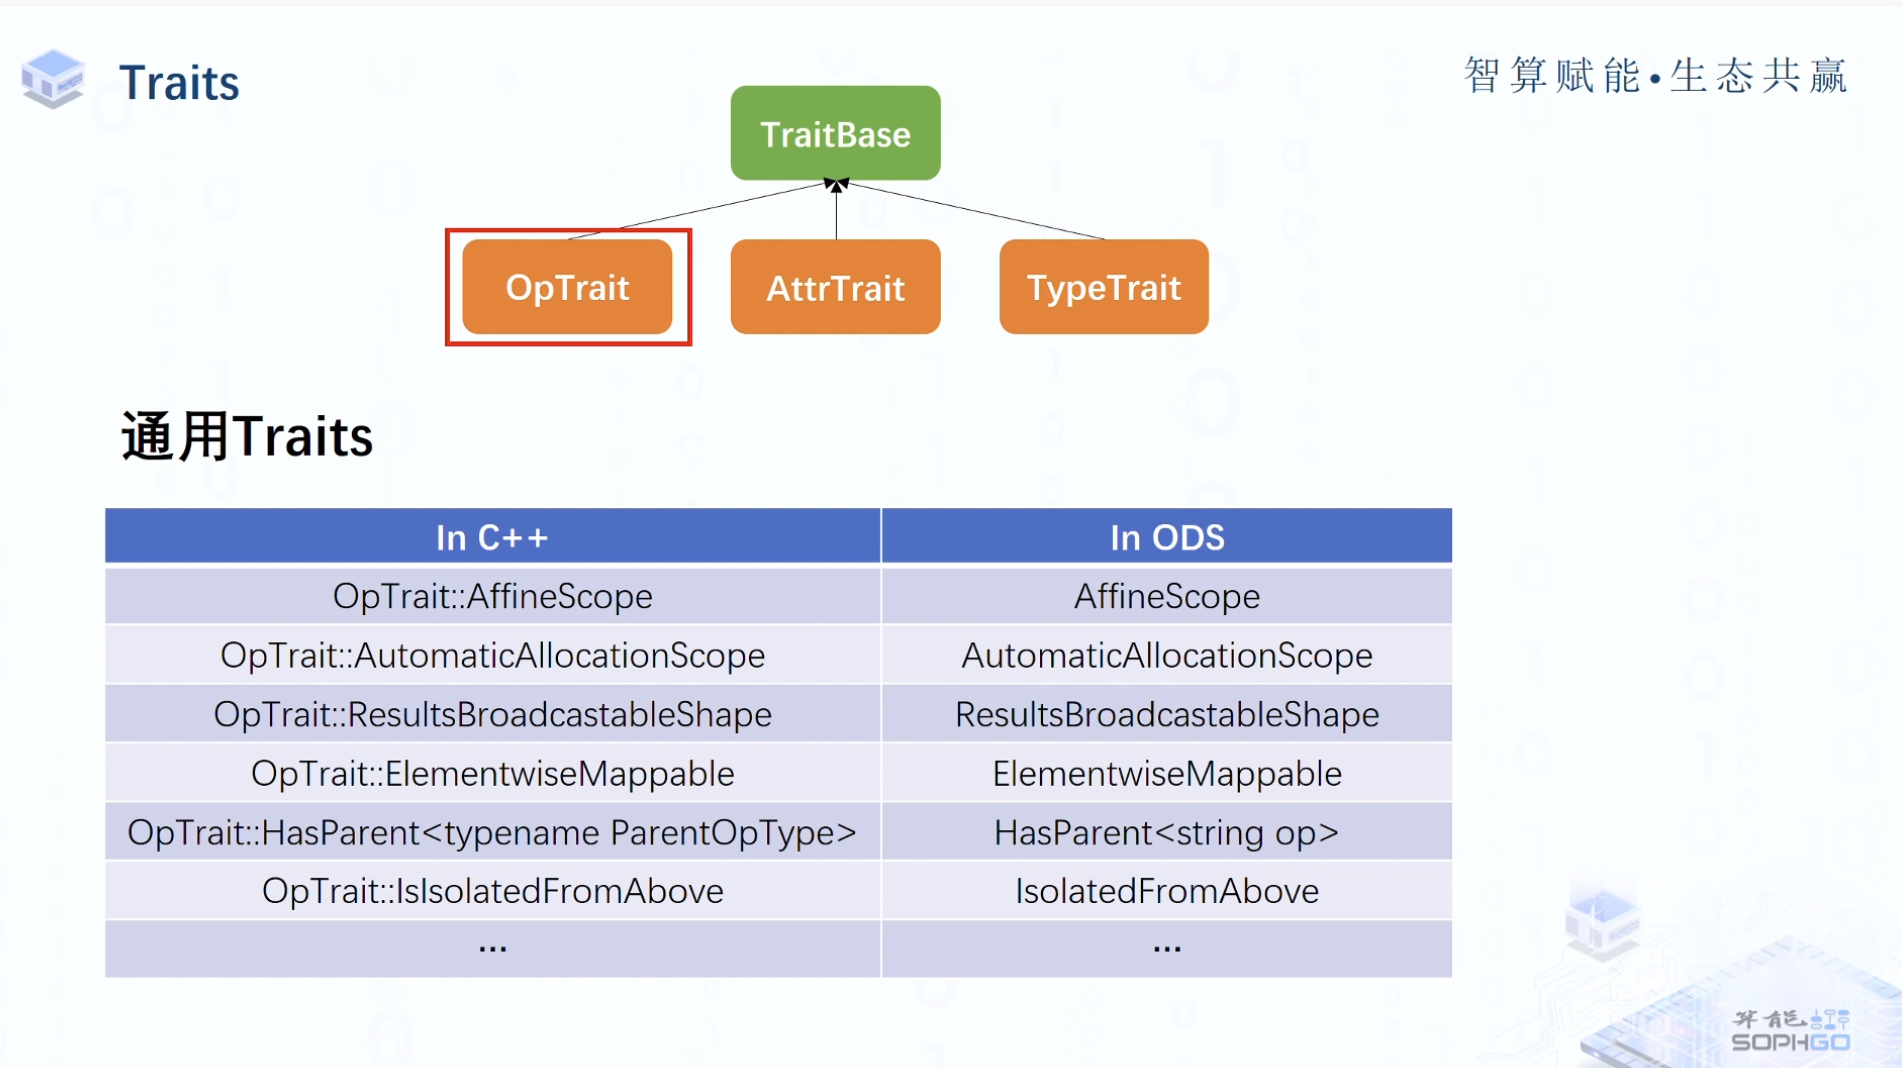 Traits
智算赋能•生态共赢
TraitBase
OpTrait
AttrTrait
TypeTrait
通用Traits
In C++
In ODS
OpTrait::AffineScope
AffineScope
OpTrait::AutomaticAllocationScope
AutomaticAllocationScope
OpTrait::ResultsBroadcastableShape
ResultsBroadcastableShape
OpTrait::ElementwiseMappable
ElementwiseMappable
OpTrait::HasParent<typename ParentOpType>
HasParent<string op>
OpTrait::IsIsolatedFromAbove
IsolatedFromAbove
...
...
算能
SOPHGO